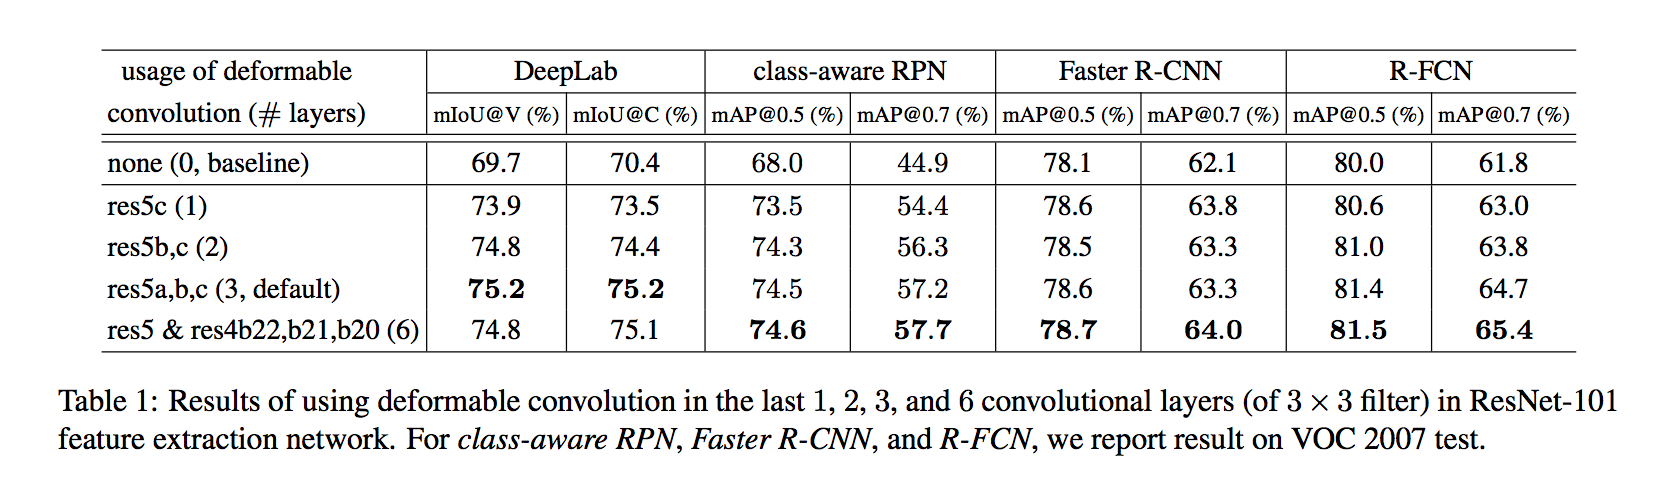 usage of deformable DeepLab class-aware RPN Faster R-CNN R-FCN
convolution (# layers) mIoU@V (%) mIoU@C (%) mAP@0.5 (%) mAP@0.7 (%) mAP@0.5 (%) mAP@0.7 (%) mAP@0.5 (%) mAP@0.7 (%)
none (0, baseline) 69.7 70.4 68.0 44.9 78.1 62.1 80.0 61.8
res5c (1) 73.9 73.5 73.5 54.4 78.6 63.8 80.6 63.0
res5b,c (2) 74.8 74.4 74.3 56.3 78.5 63.3 81.0 63.8
res5a,b,c (3, default) 75.2 75.2 74.5 57.2 78.6 63.3 81.4 64.7
res5 & res4b22,b21,b20 (6) 74.8 75.1 74.6 57.7 78.7 64.0 81.5 65.4
Table 1: Results of using deformable convolution in the last 1, 2, 3, and 6 convolutional layers (of 3 × 3 filter) in ResNet-101
feature extraction network. For class-aware RPN, Faster R-CNN, and R-FCN, we report result on VOC 2007 test.